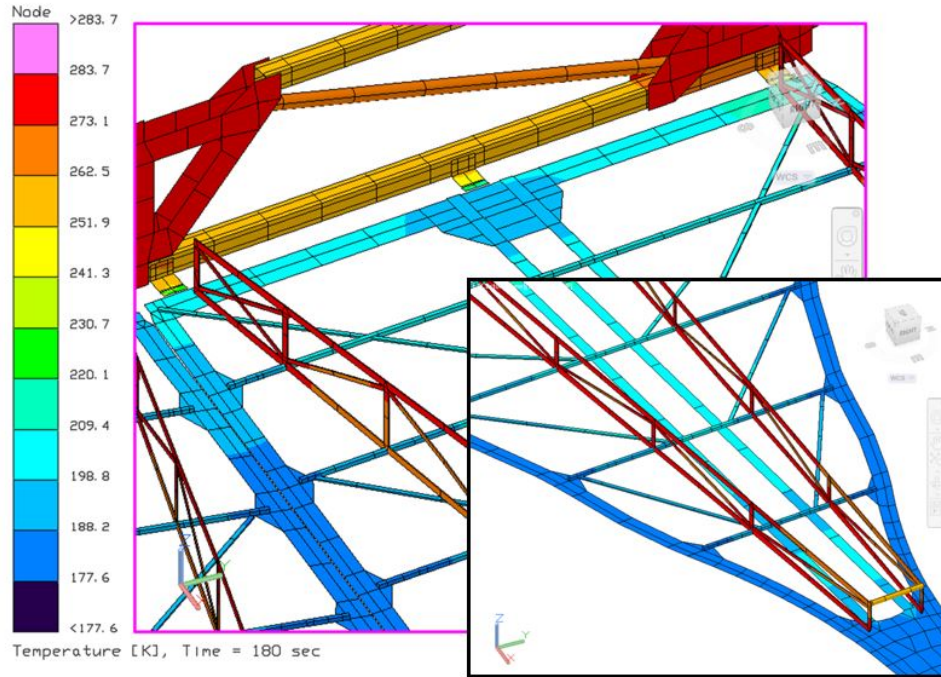 Node
>283.7
283.7
273.1
262.5
251.9
241.3
230.7
220.1
209.4
198.8
188.2
177.6
<177.6
Temperature [K], Time = 180 sec
WCS
Z
Y
X
Z
Y
X